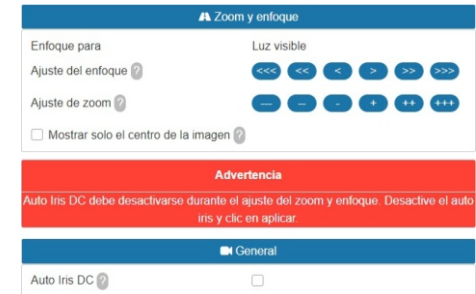 Zoom y enfoque
Enfoque para Luz visible
Ajuste del enfoque ? <<< << < > >> >>>
Ajuste de zoom ? --- -- - + ++ +++
Mostrar solo el centro de la imagen ?
Advertencia
Auto Iris DC debe desactivarse durante el ajuste del zoom y enfoque. Desactive el auto
iris y clic en aplicar.
General
Auto Iris DC ?